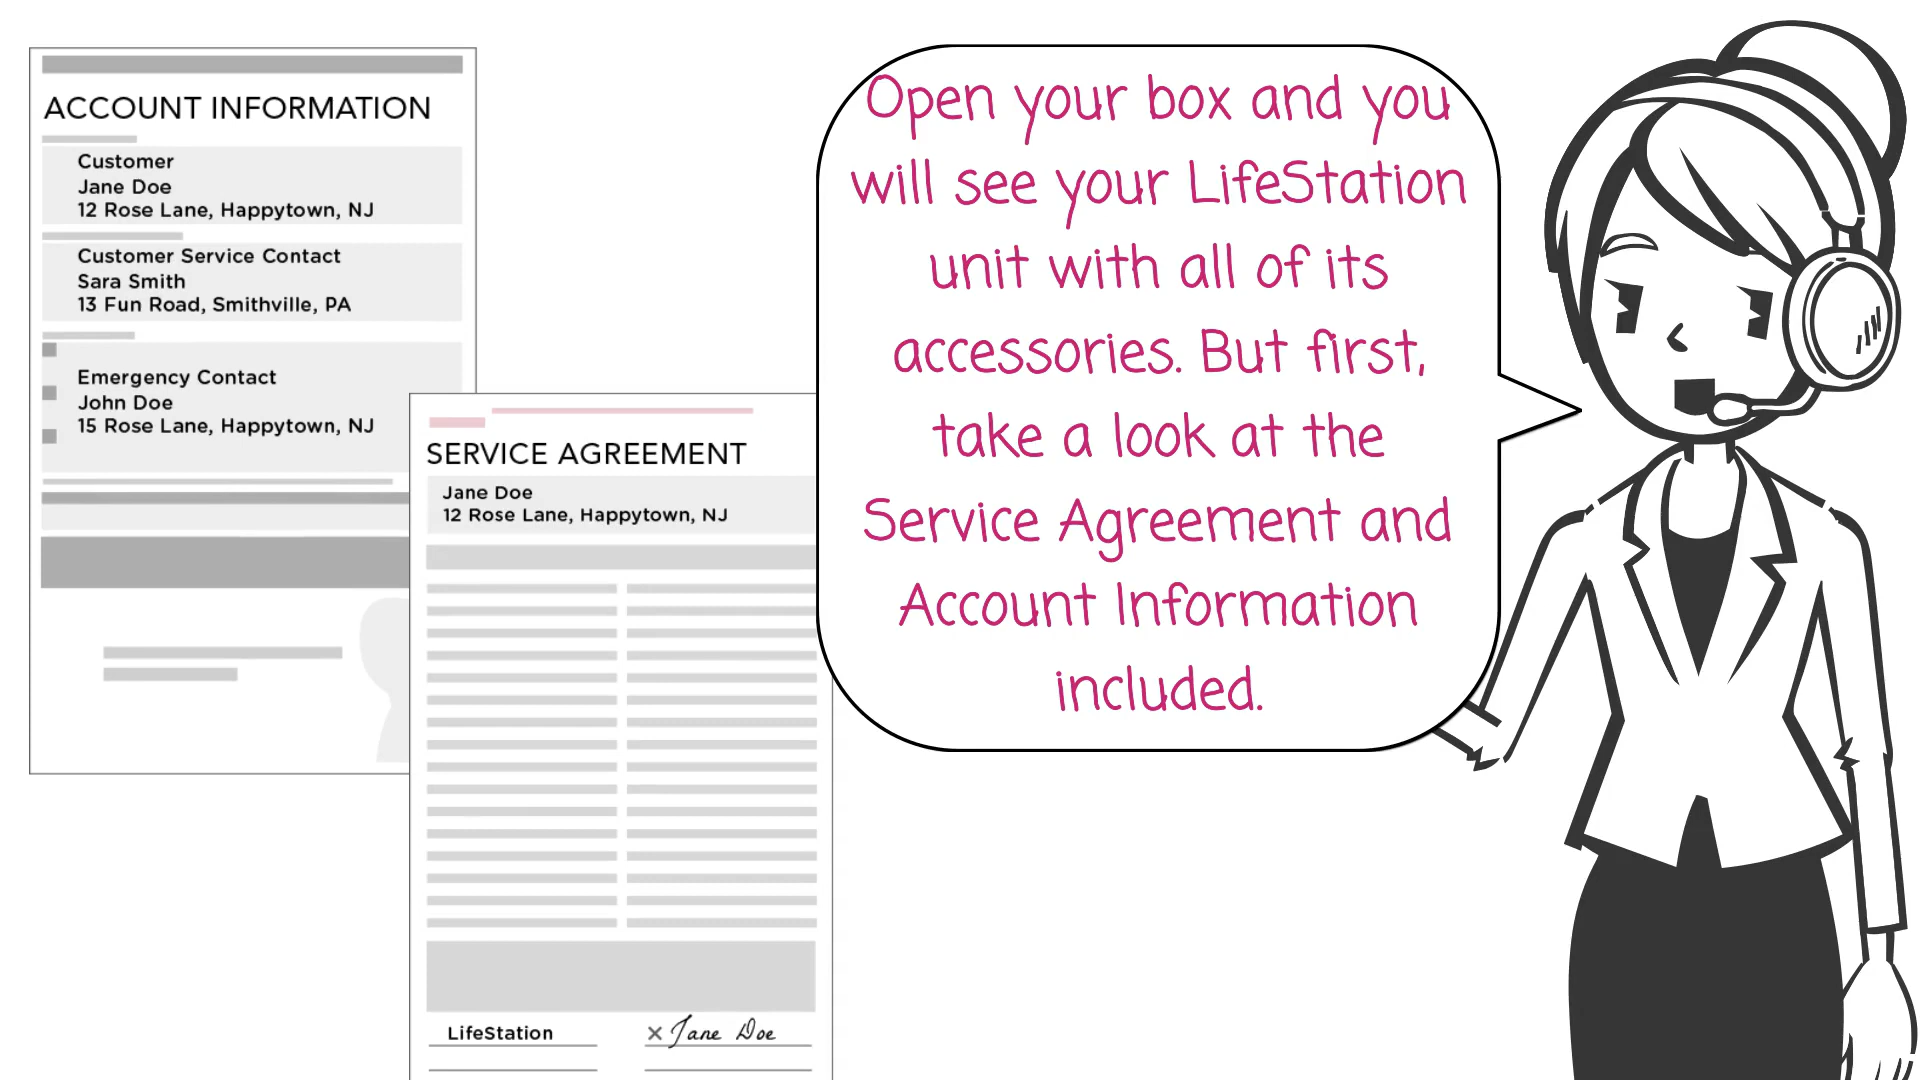 ACCOUNT INFORMATION
Customer
Jane Doe
12 Rose Lane, Happytown, NJ
Customer Service Contact
Sara Smith
13 Fun Road, Smithville, PA
Emergency Contact
John Doe
15 Rose Lane, Happytown, NJ
SERVICE AGREEMENT
Jane Doe
12 Rose Lane, Happytown, NJ
LifeStation
× Jane Doe
Open your box and you
will see your LifeStation
unit with all of its
accessories. But first,
take a look at the
Service Agreement and
Account Information
included.